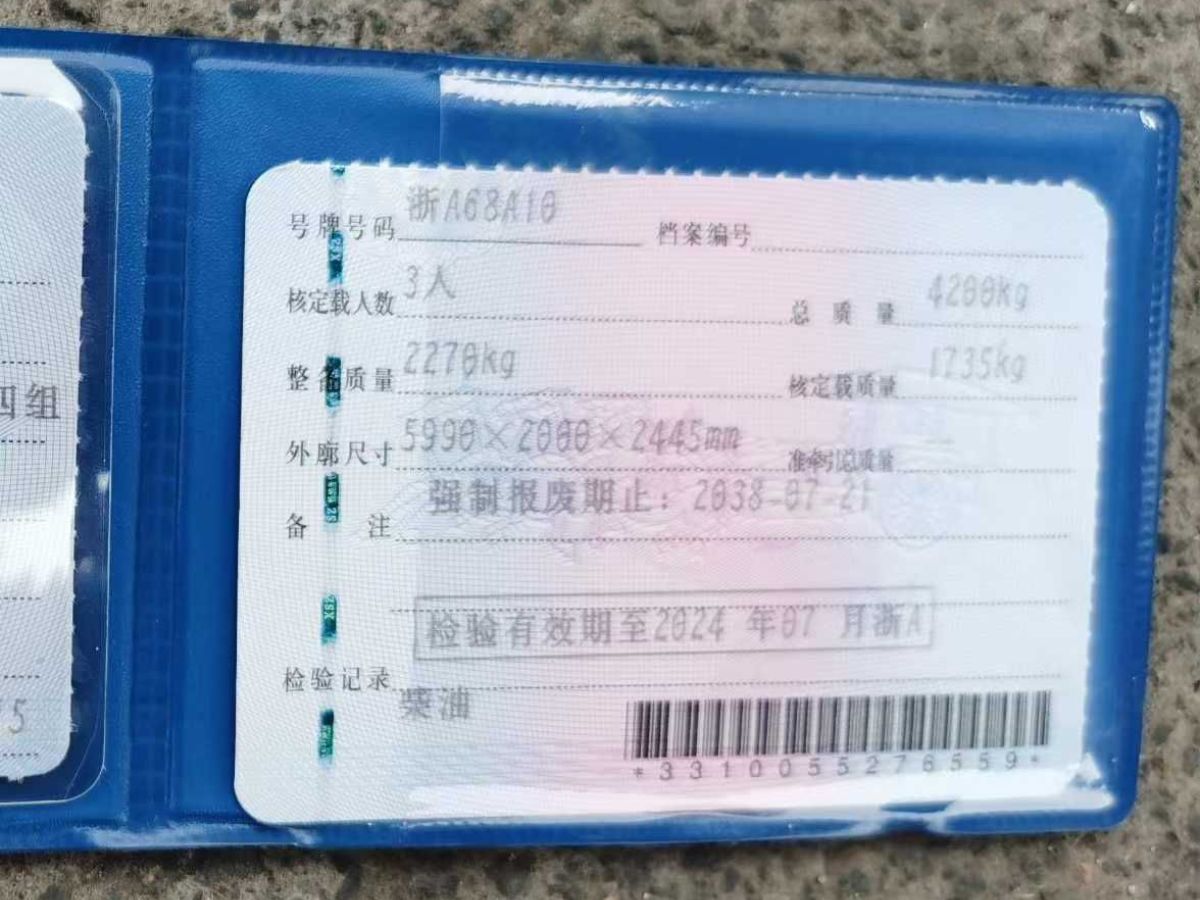 号牌号码 浙A68A10 档案编号
核定载人数 3人 总质量 4200kg
整备质量 2270kg 核定载质量 1735kg
外廓尺寸 5990×2000×2445mm 准牵引总质量
强制报废期止：2038-07-21
备注
检验有效期至2024 年07 月浙A
检验记录
柴油
*3310055276559*
四组
5